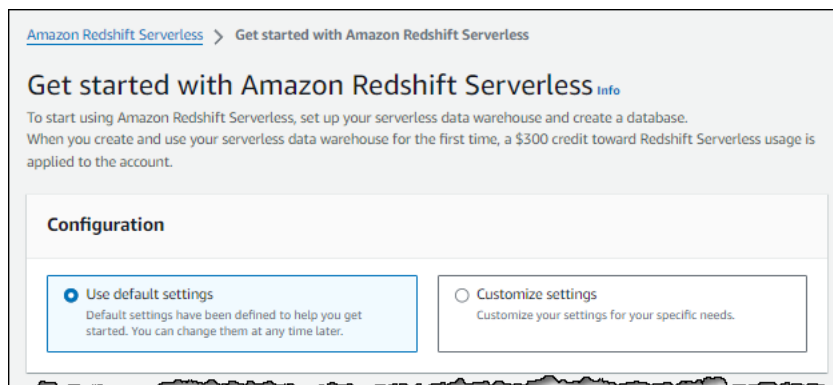 Amazon Redshift Serverless > Get started with Amazon Redshift Serverless
Get started with Amazon Redshift Serverless Info
To start using Amazon Redshift Serverless, set up your serverless data warehouse and create a database.
When you create and use your serverless data warehouse for the first time, a $300 credit toward Redshift Serverless usage is
applied to the account.
Configuration
Use default settings
Default settings have been defined to help you get
started. You can change them at any time later.
Customize settings
Customize your settings for your specific needs.